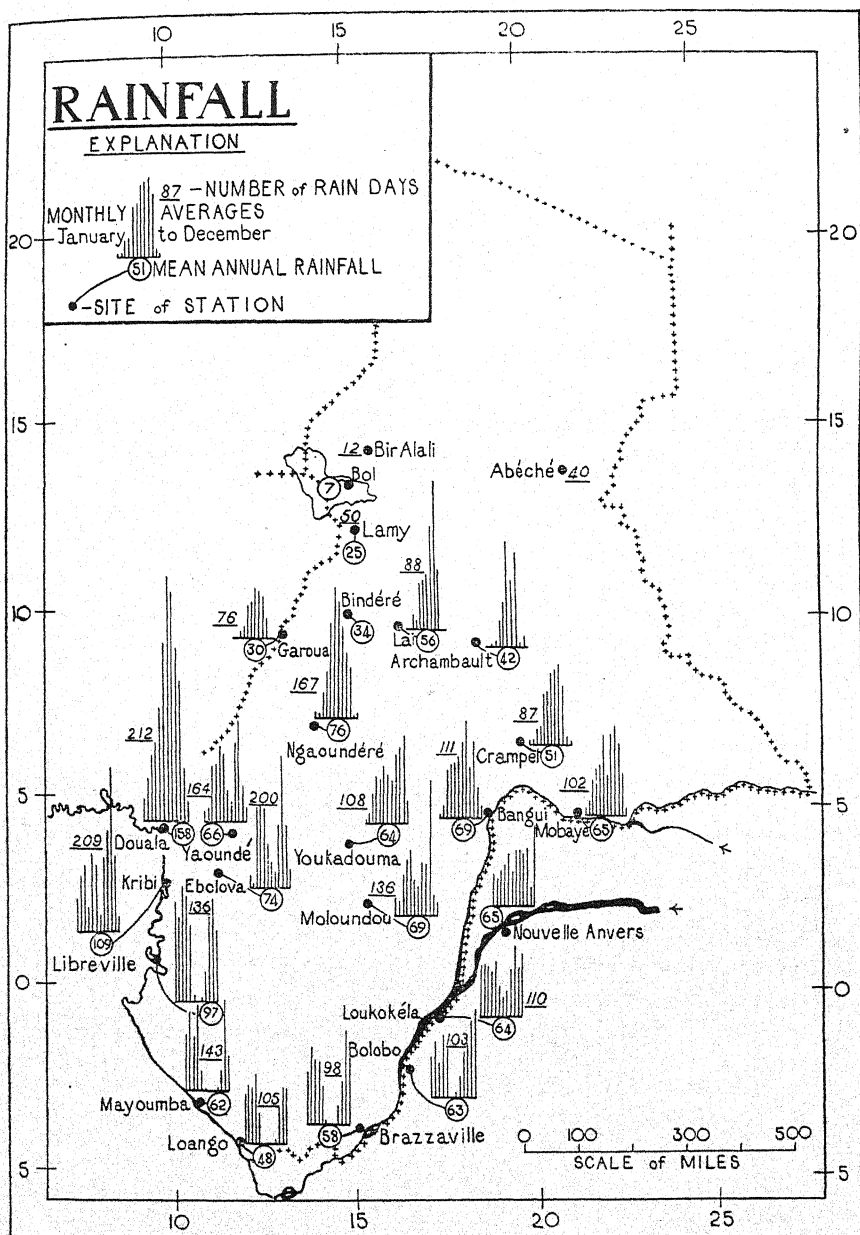 10 15 20 25
RAINFALL
EXPLANATION
87 - NUMBER of RAIN DAYS
MONTHLY AVERAGES
January to December
51 MEAN ANNUAL RAINFALL
-SITE of STATION
20 20
15 15
12 Bir Alali
Bol
7
Abéché 40
50
Lamy
25
88
Bindéré
34
76
30 Garoua
Lai 56
Archambault 42
10 10
167
76
Ngaoundéré
87
Crampel 51
212
164
200
108
111
102
5 5
Douala 158
66
Yaoundé
64
Youkadouma
69 Bangui
Mobaye 65
209
Kribi
Ebolova
74
136
Moloundou
69
65
Nouvelle Anvers
109
136
Libreville
97
0 0
Loukokéla
64
110
Bolobo
103
63
143
Mayoumba 62
105
98
Loango
48
58
Brazzaville
0 100 200 300 500
SCALE of MILES
5 5
10 15 20 25